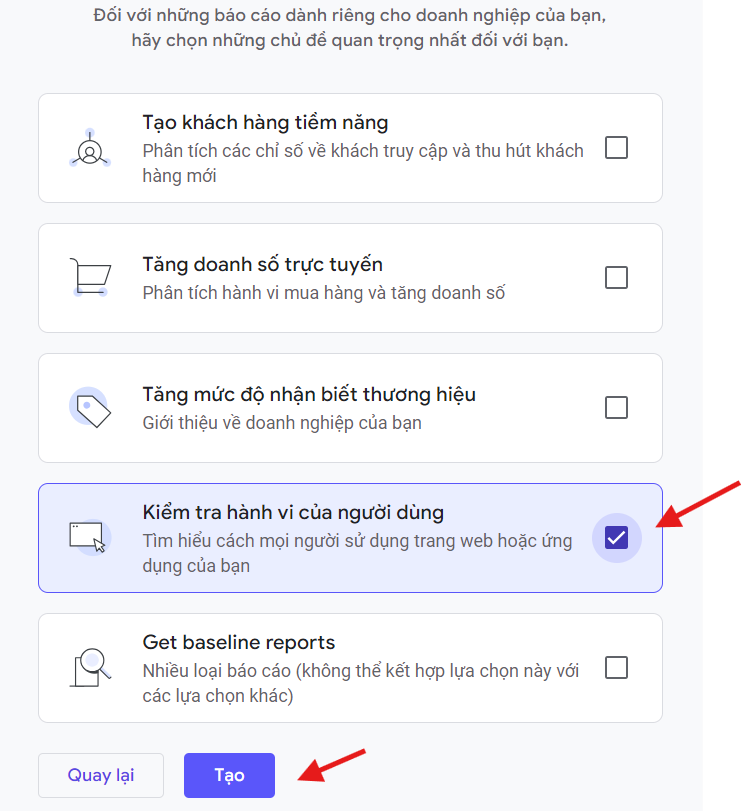 Đối với những báo cáo dành riêng cho doanh nghiệp của bạn,
hãy chọn những chủ đề quan trọng nhất đối với bạn.
Tạo khách hàng tiềm năng
Phân tích các chỉ số về khách truy cập và thu hút khách
hàng mới
Tăng doanh số trực tuyến
Phân tích hành vi mua hàng và tăng doanh số
Tăng mức độ nhận biết thương hiệu
Giới thiệu về doanh nghiệp của bạn
Kiểm tra hành vi của người dùng
Tìm hiểu cách mọi người sử dụng trang web hoặc ứng
dụng của bạn
Get baseline reports
Nhiều loại báo cáo (không thể kết hợp lựa chọn này với
các lựa chọn khác)
Quay lại
Tạo